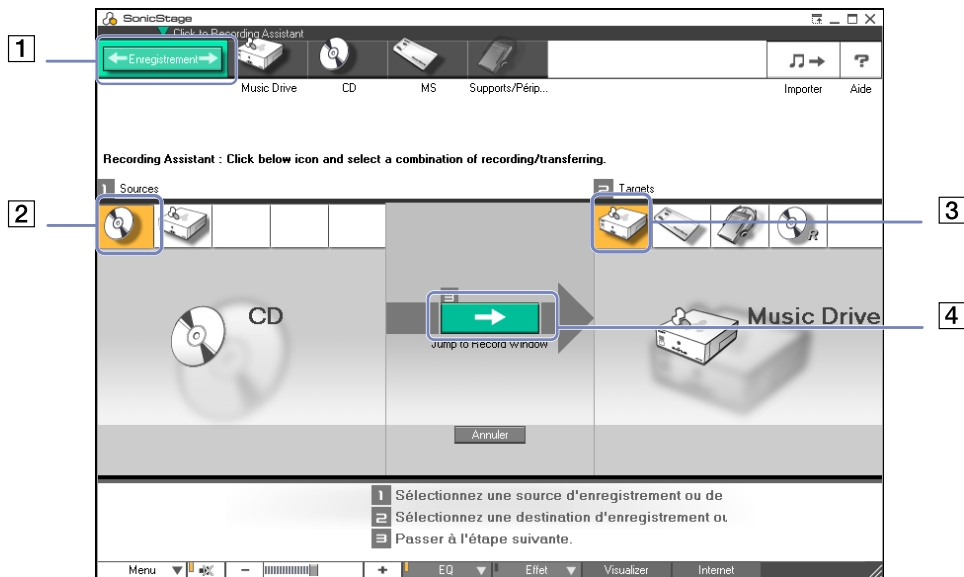 SonicStage
Click to Recording Assistant
1
Enregistrement
Music Drive
CD
MS
Supports/Périp...
Importer
Aide
Recording Assistant : Click below icon and select a combination of recording/transferring.
1 Sources
2 Targets
2
3
R
CD
3
Music Drive
4
Jump to Record Window
Annuler
1 Sélectionnez une source d'enregistrement ou de
2 Sélectionnez une destination d'enregistrement ou
3 Passer à l'étape suivante.
Menu
EQ
Effet
Visualizer
Internet